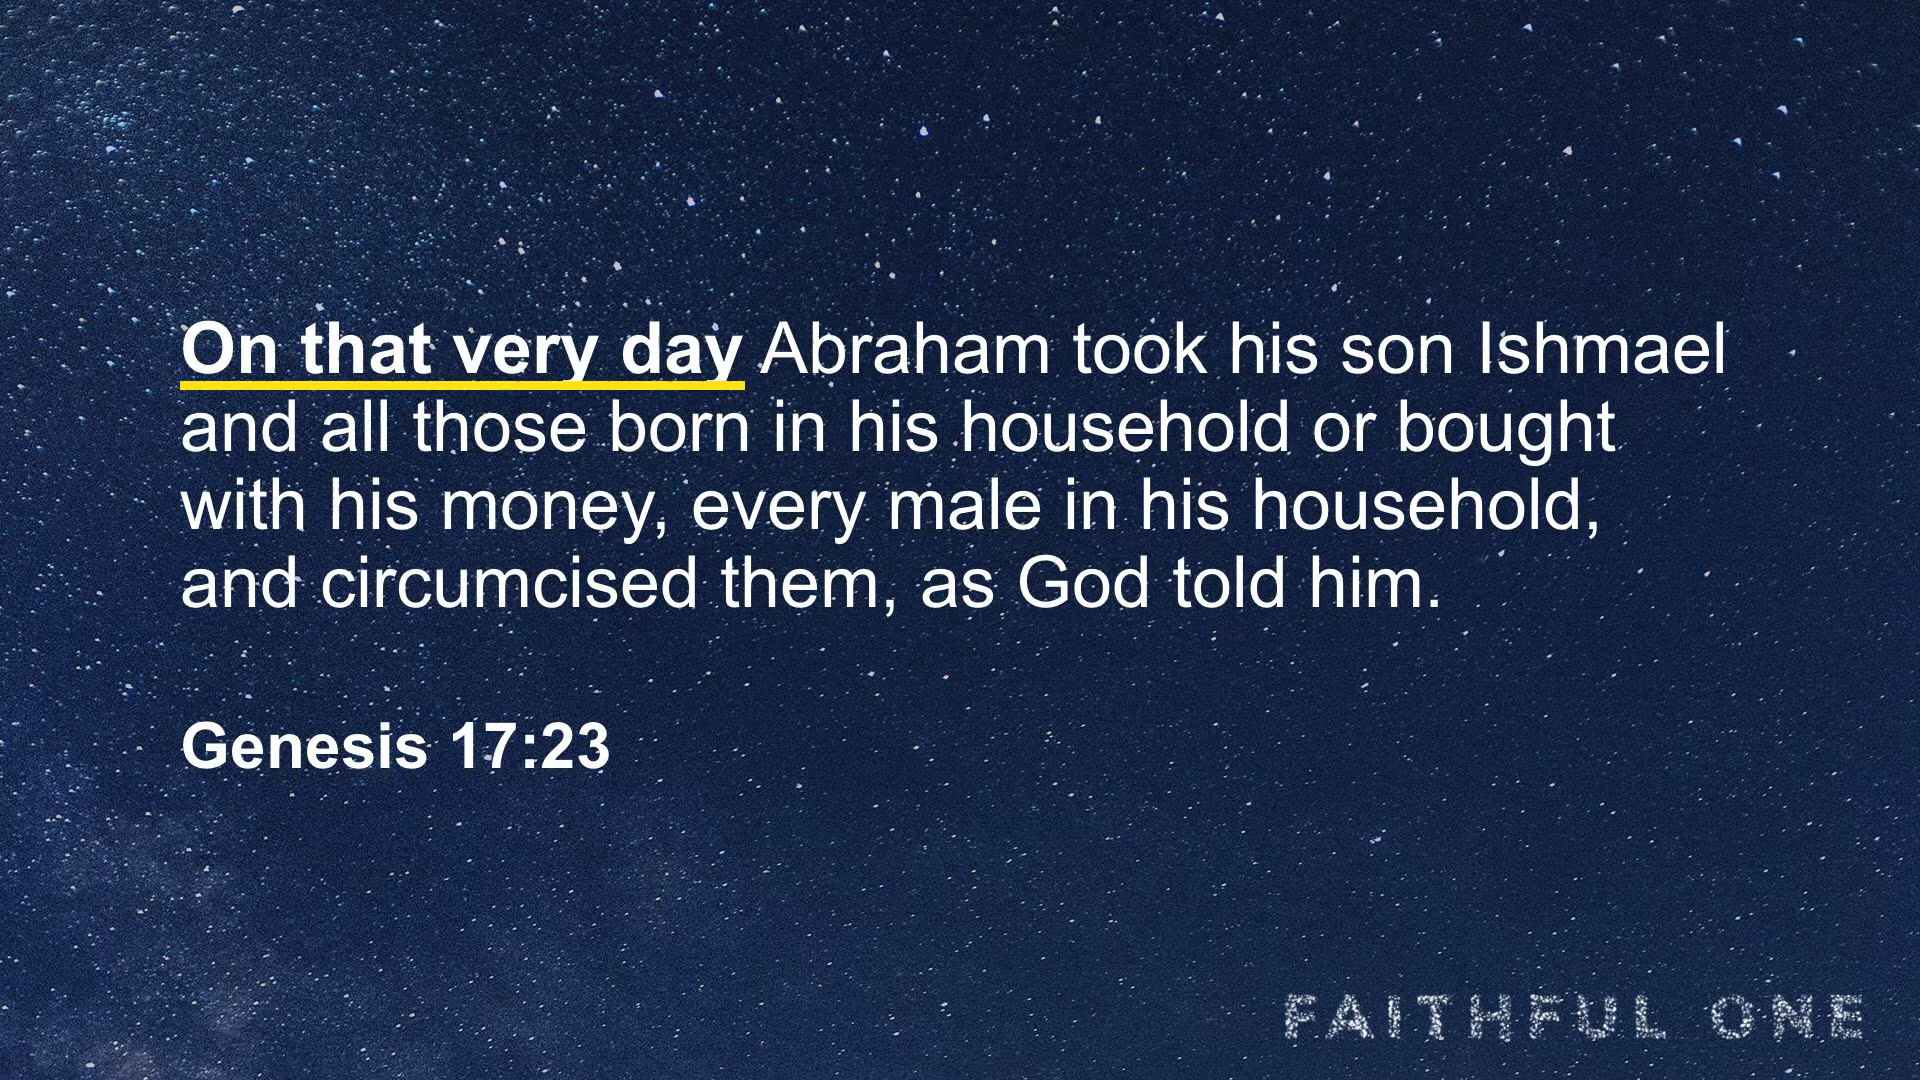 On that very day Abraham took his son Ishmael
and all those born in his household or bought
with his money, every male in his household,
and circumcised them, as God told him.
Genesis 17:23
FAITHFUL ONE